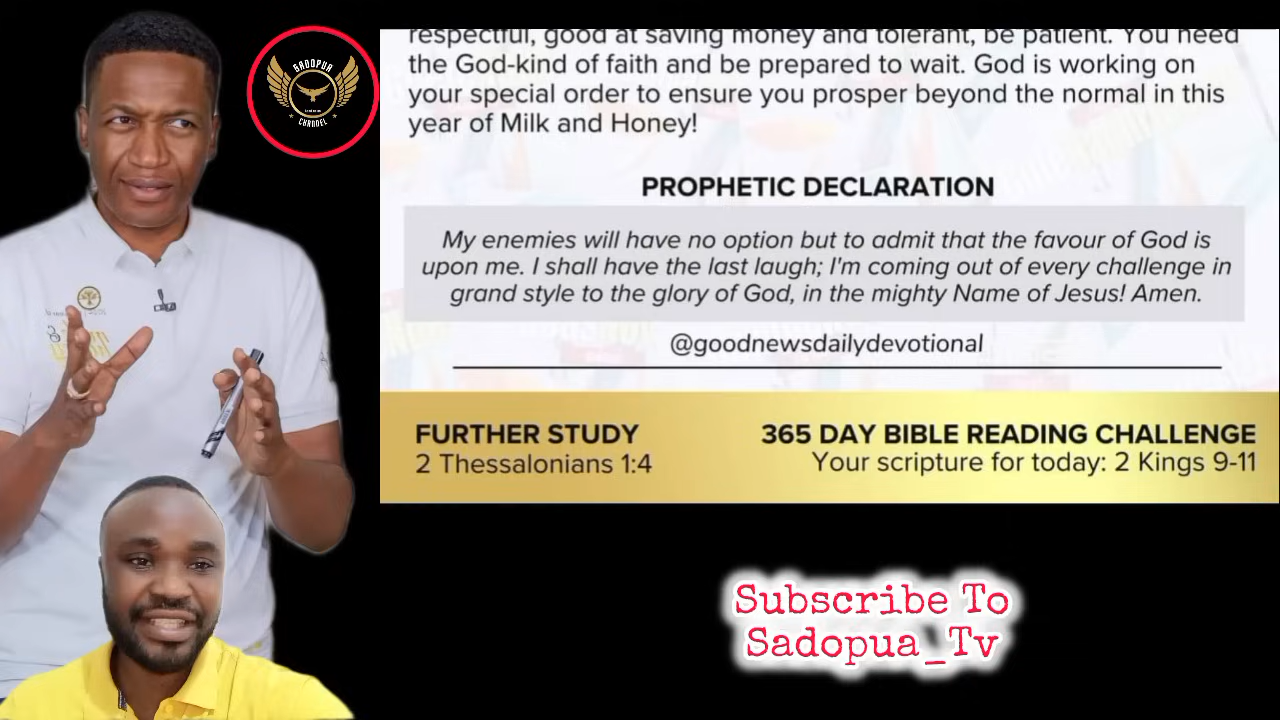 SADOPUA
CHANNEL
respectful, good at saving money and tolerant, be patient. You need
the God-kind of faith and be prepared to wait. God is working on
your special order to ensure you prosper beyond the normal in this
year of Milk and Honey!
PROPHETIC DECLARATION
My enemies will have no option but to admit that the favour of God is
upon me. I shall have the last laugh; I'm coming out of every challenge in
grand style to the glory of God, in the mighty Name of Jesus! Amen.
@goodnewsdailydevotional
FURTHER STUDY
2 Thessalonians 1:4
365 DAY BIBLE READING CHALLENGE
Your scripture for today: 2 Kings 9-11
Subscribe To
Sadopua_Tv